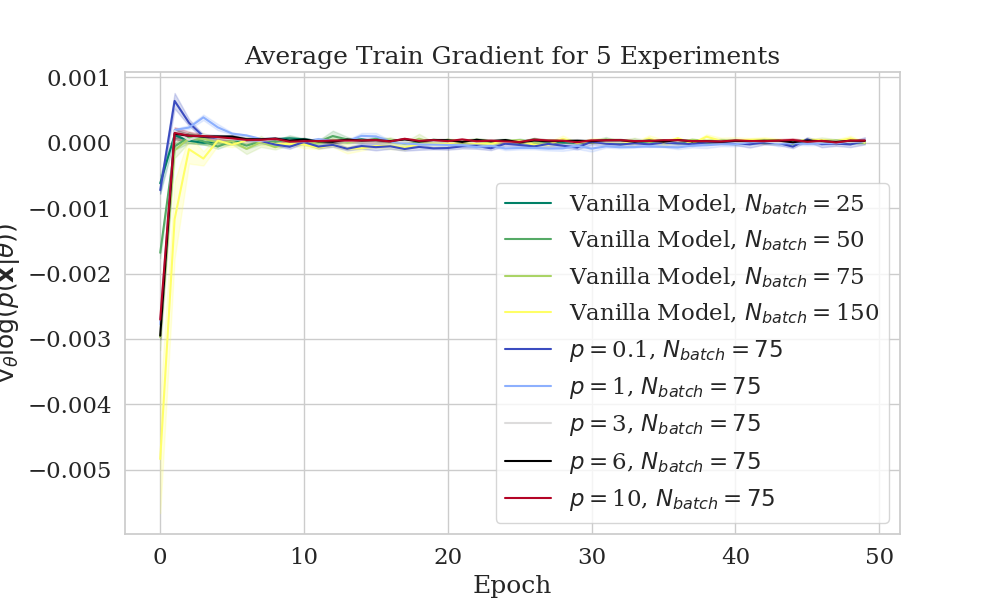 Average Train Gradient for 5 Experiments
0.001
0.000
−0.001
−0.002
−0.003
−0.004
−0.005
∇θlog(p(x|θ))
Vanilla Model, Nbatch = 25
Vanilla Model, Nbatch = 50
Vanilla Model, Nbatch = 75
Vanilla Model, Nbatch = 150
p = 0.1, Nbatch = 75
p = 1, Nbatch = 75
p = 3, Nbatch = 75
p = 6, Nbatch = 75
p = 10, Nbatch = 75
0 10 20 30 40 50
Epoch